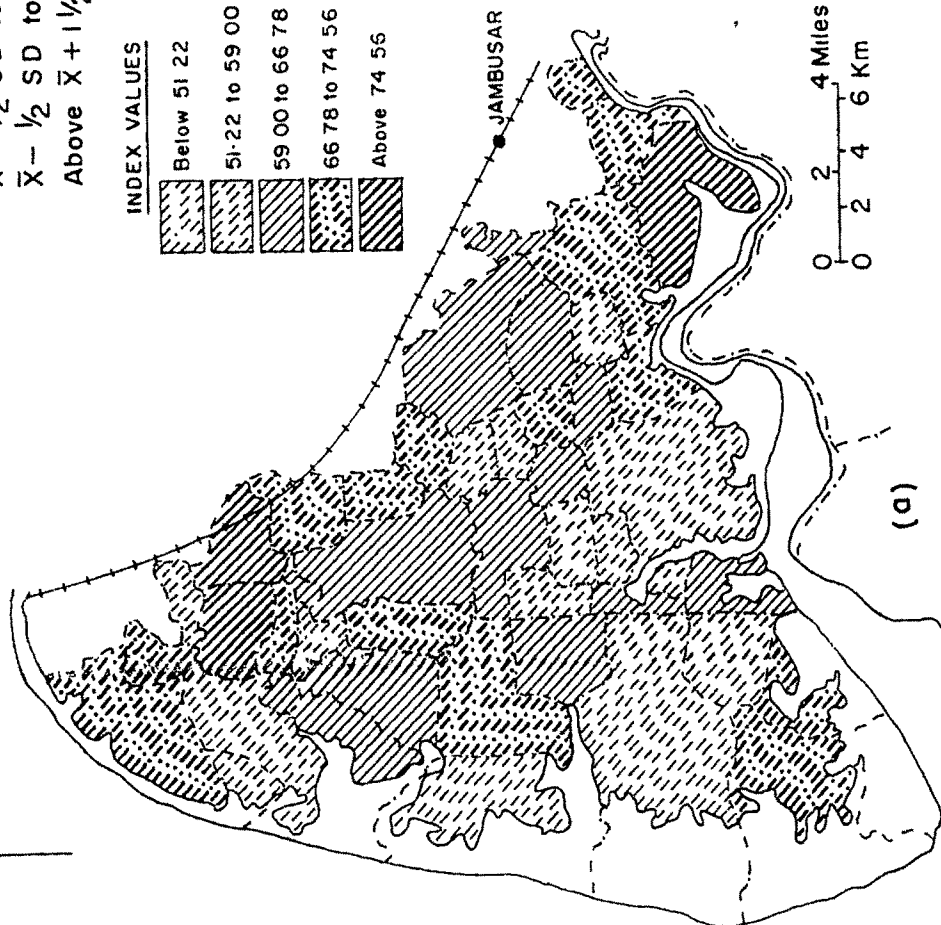 X̄ - ½ SD to
Above X̄ + 1½
INDEX VALUES
Below 51 22
51·22 to 59 00
59 00 to 66 78
66 78 to 74 56
Above 74 56
JAMBUSAR
0 2 4 Miles
0 2 4 6 Km
(a)